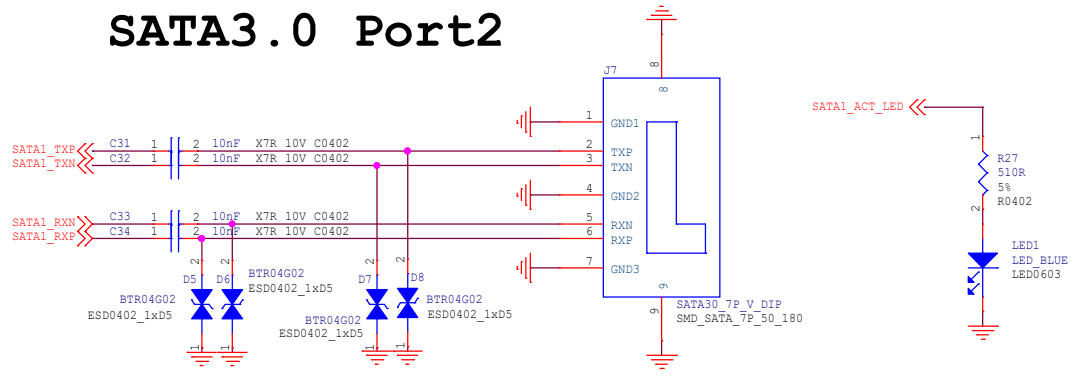 SATA3.0 Port2
8
J7
8
SATA1_ACT_LED
1 GND1
SATA1_TXP C31 1 2 10nF X7R 10V C0402 2 TXP
SATA1_TXN C32 1 2 10nF X7R 10V C0402 3 TXN
1
R27
510R
5%
R0402
2
4 GND2
SATA1_RXN C33 1 2 10nF X7R 10V C0402 5 RXN
SATA1_RXP C34 1 2 10nF X7R 10V C0402 6 RXP
7 GND3
LED1
LED_BLUE
LED0603
2 2 2 2
D5 D6 BTR04G02 D7 D8
ESD0402_1xD5
BTR04G02
ESD0402_1xD5
BTR04G02
ESD0402_1xD5
BTR04G02
ESD0402_1xD5
1 1 1 1
9
9
SATA30_7P_V_DIP
SMD_SATA_7P_50_180